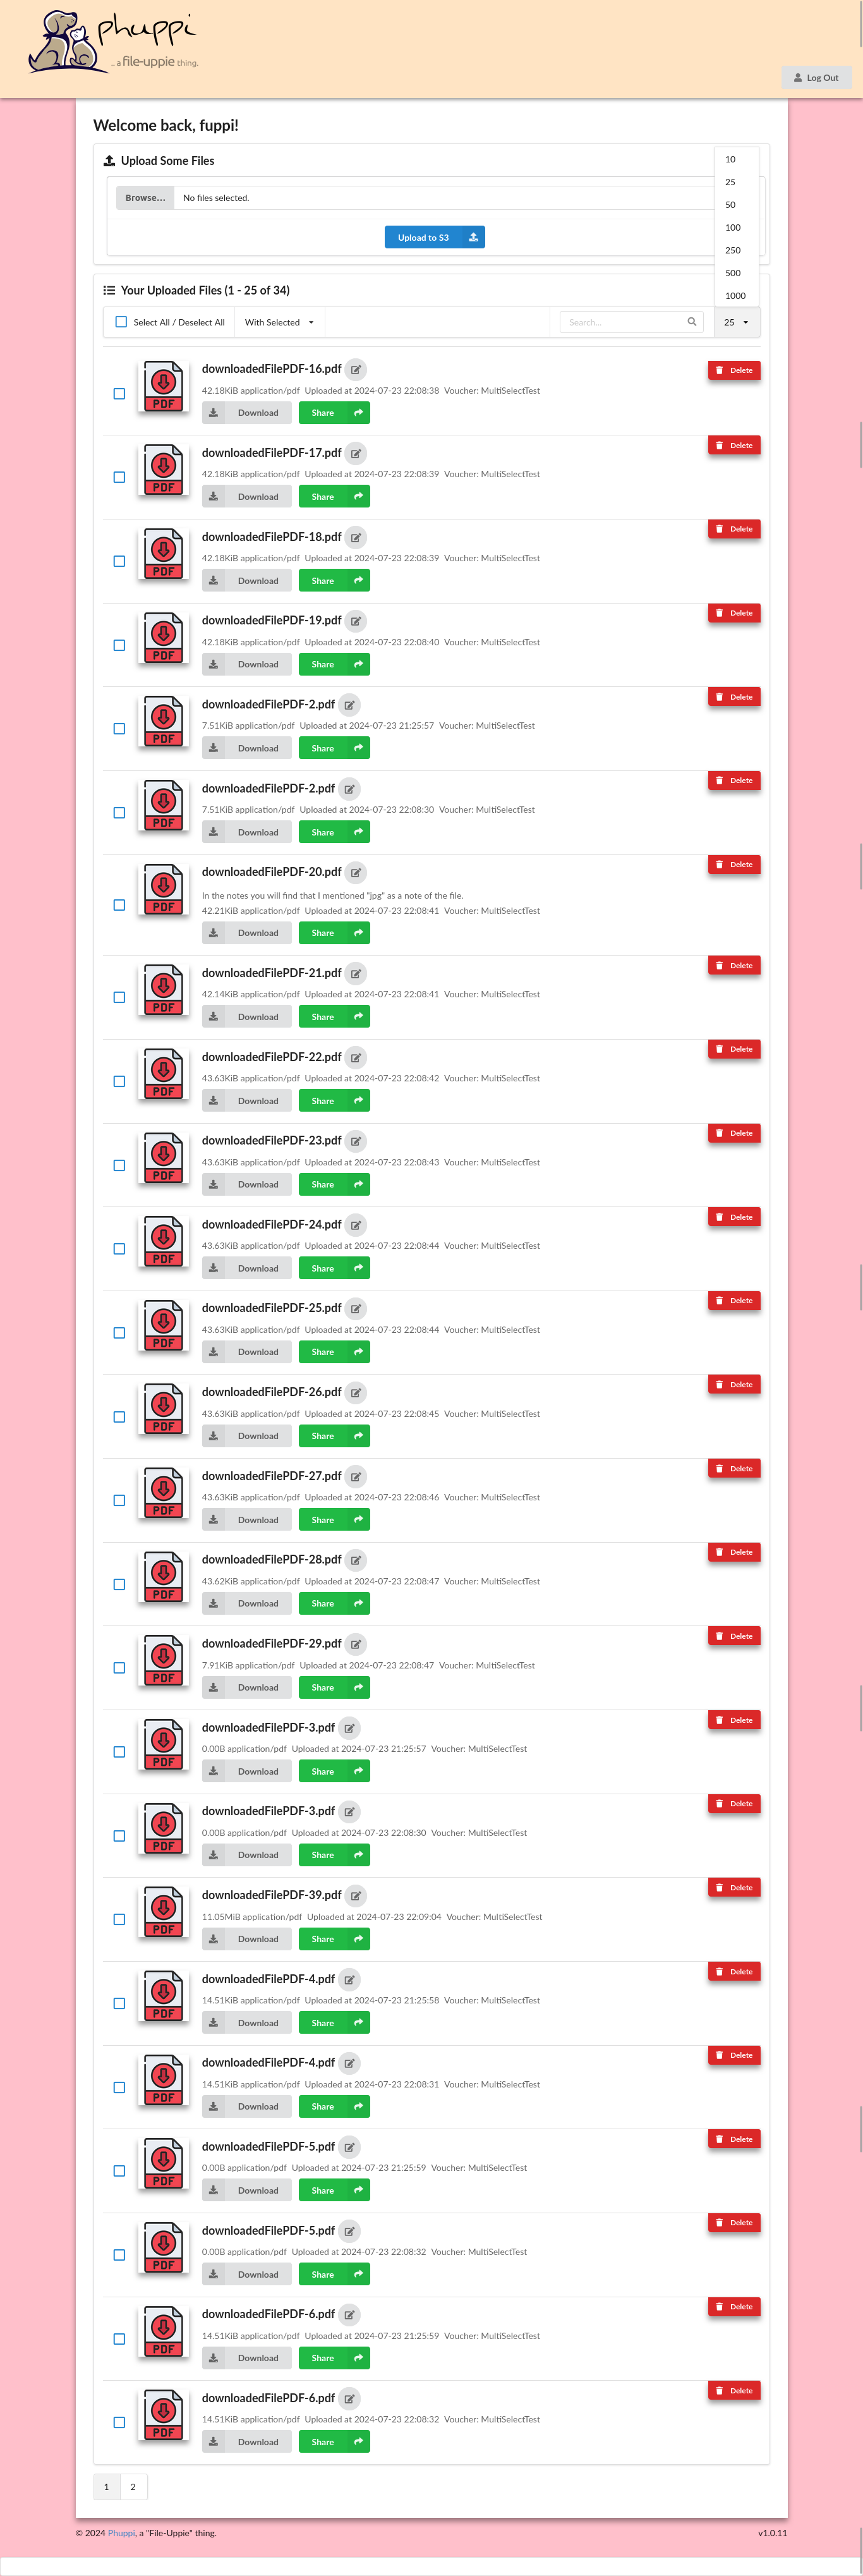 phuppi
.. a file-uppie thing.
Log Out
Welcome back, fuppi!
Upload Some Files
Browse... No files selected.
Upload to S3
10
25
50
100
250
500
1000
Your Uploaded Files (1 - 25 of 34)
Select All / Deselect All With Selected Search... 25
downloadedFilePDF-16.pdf Delete
42.18KiB application/pdf Uploaded at 2024-07-23 22:08:38 Voucher: MultiSelectTest
PDF Download Share
downloadedFilePDF-17.pdf Delete
42.18KiB application/pdf Uploaded at 2024-07-23 22:08:39 Voucher: MultiSelectTest
PDF Download Share
downloadedFilePDF-18.pdf Delete
42.18KiB application/pdf Uploaded at 2024-07-23 22:08:39 Voucher: MultiSelectTest
PDF Download Share
downloadedFilePDF-19.pdf Delete
42.18KiB application/pdf Uploaded at 2024-07-23 22:08:40 Voucher: MultiSelectTest
PDF Download Share
downloadedFilePDF-2.pdf Delete
7.51KiB application/pdf Uploaded at 2024-07-23 21:25:57 Voucher: MultiSelectTest
PDF Download Share
downloadedFilePDF-2.pdf Delete
7.51KiB application/pdf Uploaded at 2024-07-23 22:08:30 Voucher: MultiSelectTest
PDF Download Share
downloadedFilePDF-20.pdf Delete
In the notes you will find that I mentioned "jpg" as a note of the file.
42.21KiB application/pdf Uploaded at 2024-07-23 22:08:41 Voucher: MultiSelectTest
PDF Download Share
downloadedFilePDF-21.pdf Delete
42.14KiB application/pdf Uploaded at 2024-07-23 22:08:41 Voucher: MultiSelectTest
PDF Download Share
downloadedFilePDF-22.pdf Delete
43.63KiB application/pdf Uploaded at 2024-07-23 22:08:42 Voucher: MultiSelectTest
PDF Download Share
downloadedFilePDF-23.pdf Delete
43.63KiB application/pdf Uploaded at 2024-07-23 22:08:43 Voucher: MultiSelectTest
PDF Download Share
downloadedFilePDF-24.pdf Delete
43.63KiB application/pdf Uploaded at 2024-07-23 22:08:44 Voucher: MultiSelectTest
PDF Download Share
downloadedFilePDF-25.pdf Delete
43.63KiB application/pdf Uploaded at 2024-07-23 22:08:44 Voucher: MultiSelectTest
PDF Download Share
downloadedFilePDF-26.pdf Delete
43.63KiB application/pdf Uploaded at 2024-07-23 22:08:45 Voucher: MultiSelectTest
PDF Download Share
downloadedFilePDF-27.pdf Delete
43.63KiB application/pdf Uploaded at 2024-07-23 22:08:46 Voucher: MultiSelectTest
PDF Download Share
downloadedFilePDF-28.pdf Delete
43.62KiB application/pdf Uploaded at 2024-07-23 22:08:47 Voucher: MultiSelectTest
PDF Download Share
downloadedFilePDF-29.pdf Delete
7.91KiB application/pdf Uploaded at 2024-07-23 22:08:47 Voucher: MultiSelectTest
PDF Download Share
downloadedFilePDF-3.pdf Delete
0.00B application/pdf Uploaded at 2024-07-23 21:25:57 Voucher: MultiSelectTest
PDF Download Share
downloadedFilePDF-3.pdf Delete
0.00B application/pdf Uploaded at 2024-07-23 22:08:30 Voucher: MultiSelectTest
PDF Download Share
downloadedFilePDF-39.pdf Delete
11.05MiB application/pdf Uploaded at 2024-07-23 22:09:04 Voucher: MultiSelectTest
PDF Download Share
downloadedFilePDF-4.pdf Delete
14.51KiB application/pdf Uploaded at 2024-07-23 21:25:58 Voucher: MultiSelectTest
PDF Download Share
downloadedFilePDF-4.pdf Delete
14.51KiB application/pdf Uploaded at 2024-07-23 22:08:31 Voucher: MultiSelectTest
PDF Download Share
downloadedFilePDF-5.pdf Delete
0.00B application/pdf Uploaded at 2024-07-23 21:25:59 Voucher: MultiSelectTest
PDF Download Share
downloadedFilePDF-5.pdf Delete
0.00B application/pdf Uploaded at 2024-07-23 22:08:32 Voucher: MultiSelectTest
PDF Download Share
downloadedFilePDF-6.pdf Delete
14.51KiB application/pdf Uploaded at 2024-07-23 21:25:59 Voucher: MultiSelectTest
PDF Download Share
downloadedFilePDF-6.pdf Delete
14.51KiB application/pdf Uploaded at 2024-07-23 22:08:32 Voucher: MultiSelectTest
PDF Download Share
1 2
© 2024 Phuppi, a "File-Uppie" thing. v1.0.11